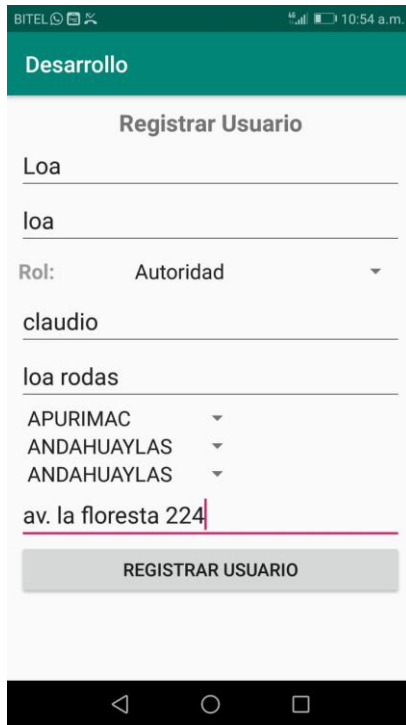 BITEL 10:54 a.m.
Desarrollo
Registrar Usuario
Loa
loa
Rol: Autoridad
claudio
loa rodas
APURIMAC
ANDAHUAYLAS
ANDAHUAYLAS
av. la floresta 224
REGISTRAR USUARIO